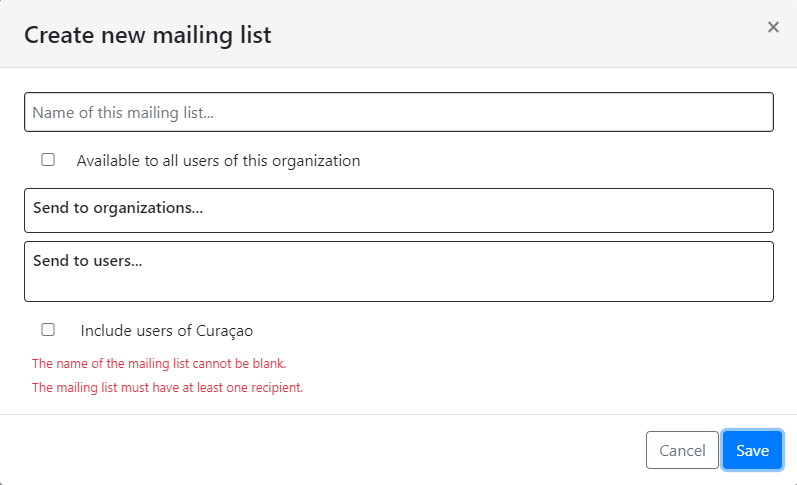 Create new mailing list
×
Name of this mailing list...
Available to all users of this organization
Send to organizations...
Send to users...
Include users of Curaçao
The name of the mailing list cannot be blank.
The mailing list must have at least one recipient.
Cancel Save